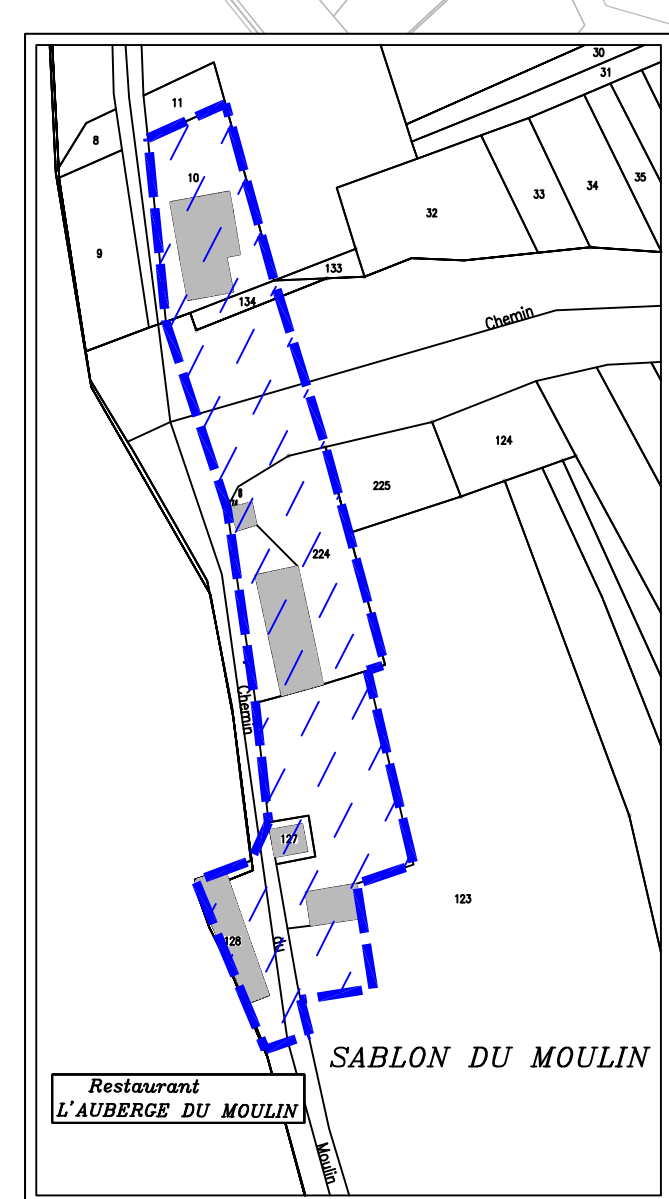 30
31
11
8
10
35
34
33
32
9
133
134
Chemin
124
225
8
224
Chemin
127
123
128
du
SABLON DU MOULIN
Restaurant
L'AUBERGE DU MOULIN
Moulin